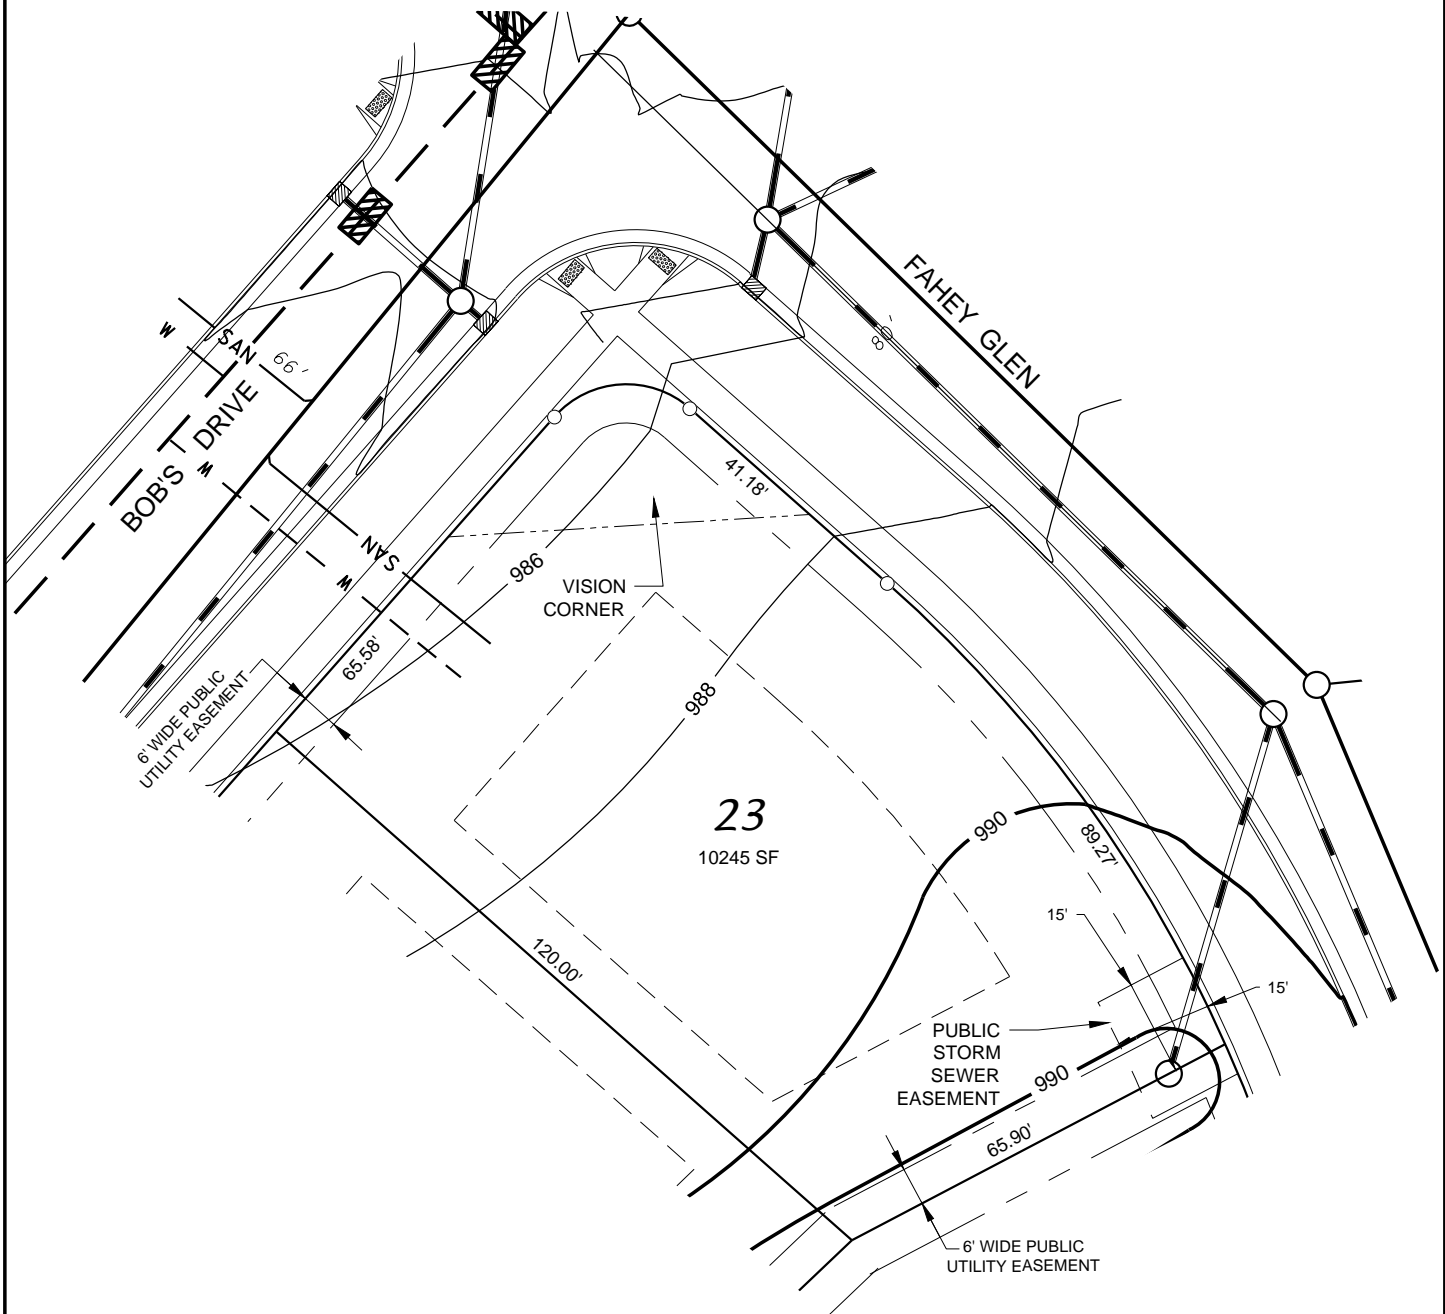 FAHEY GLEN
8'
W
SAN
66'
BOB'S DRIVE
W
SAN
W
41.18'
986
VISION
CORNER
65.58'
6' WIDE PUBLIC
UTILITY EASEMENT
988
23
10245 SF
990
89.27'
15'
120.00'
15'
PUBLIC
STORM
SEWER
EASEMENT
990
65.90'
6' WIDE PUBLIC
UTILITY EASEMENT